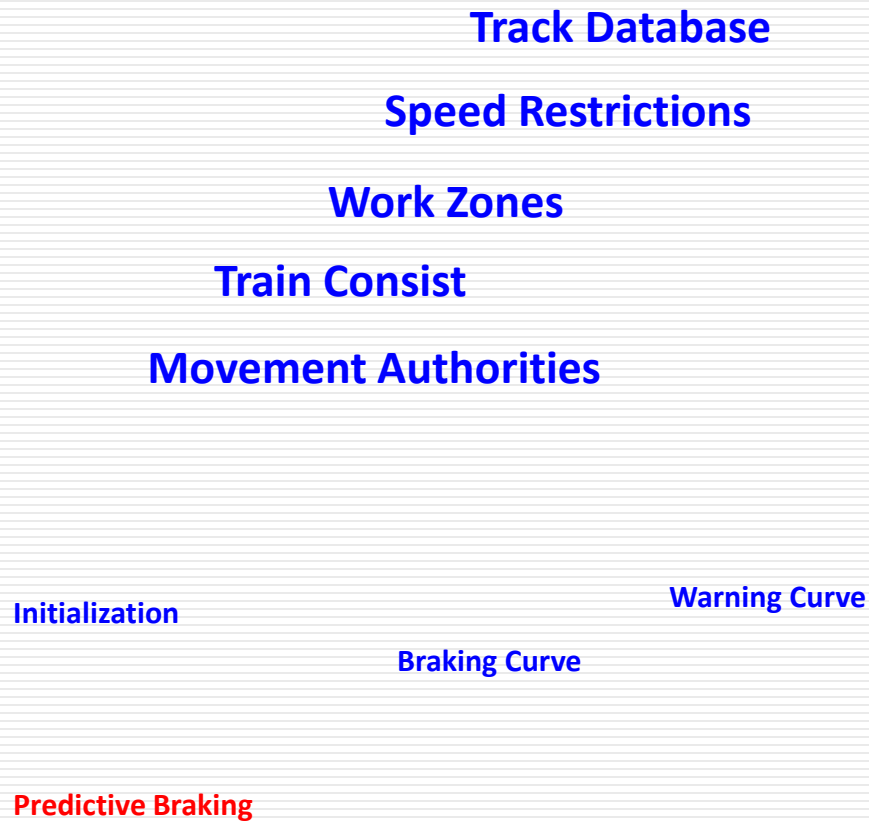 Track Database
Speed Restrictions
Work Zones
Train Consist
Movement Authorities
Warning Curve
Initialization
Braking Curve
Predictive Braking